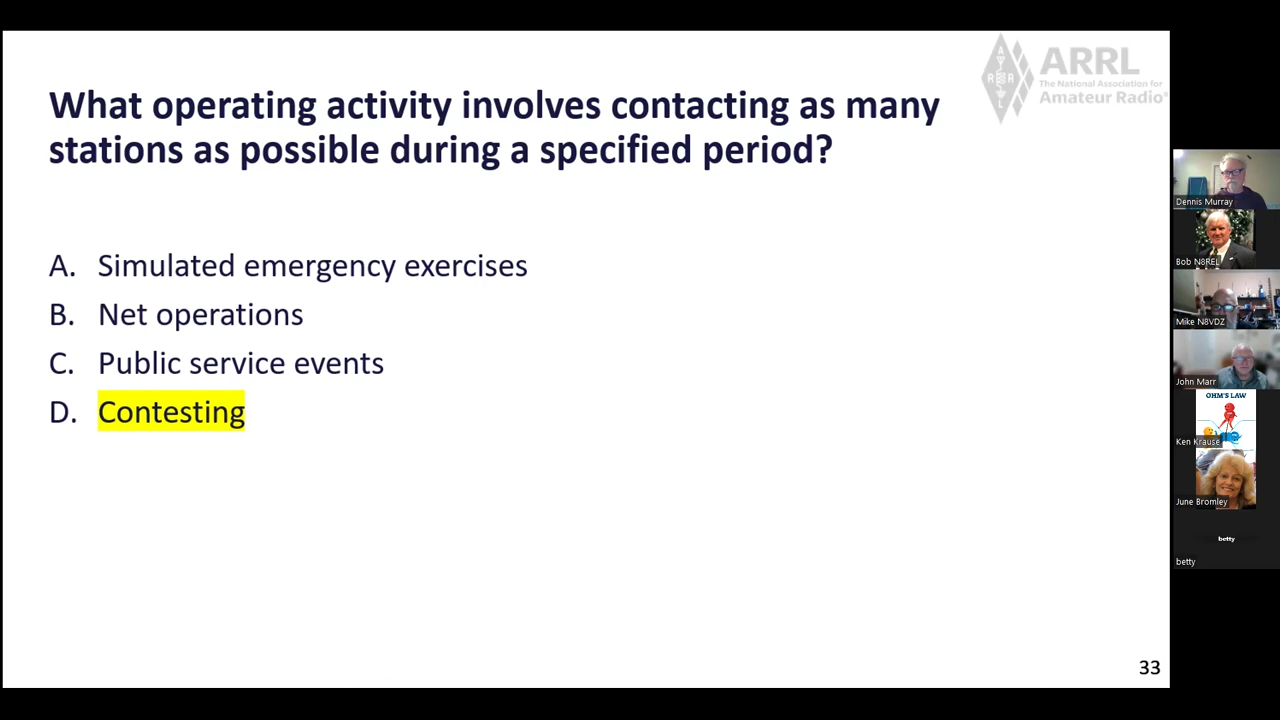 ARRL
The National Association for
Amateur Radio®
What operating activity involves contacting as many
stations as possible during a specified period?
A. Simulated emergency exercises
B. Net operations
C. Public service events
D. Contesting
33
Dennis Murray
Bob N8REL
Mike N8VDZ
John Marr
OHM'S LAW
Ken Krause
June Bromley
betty
betty